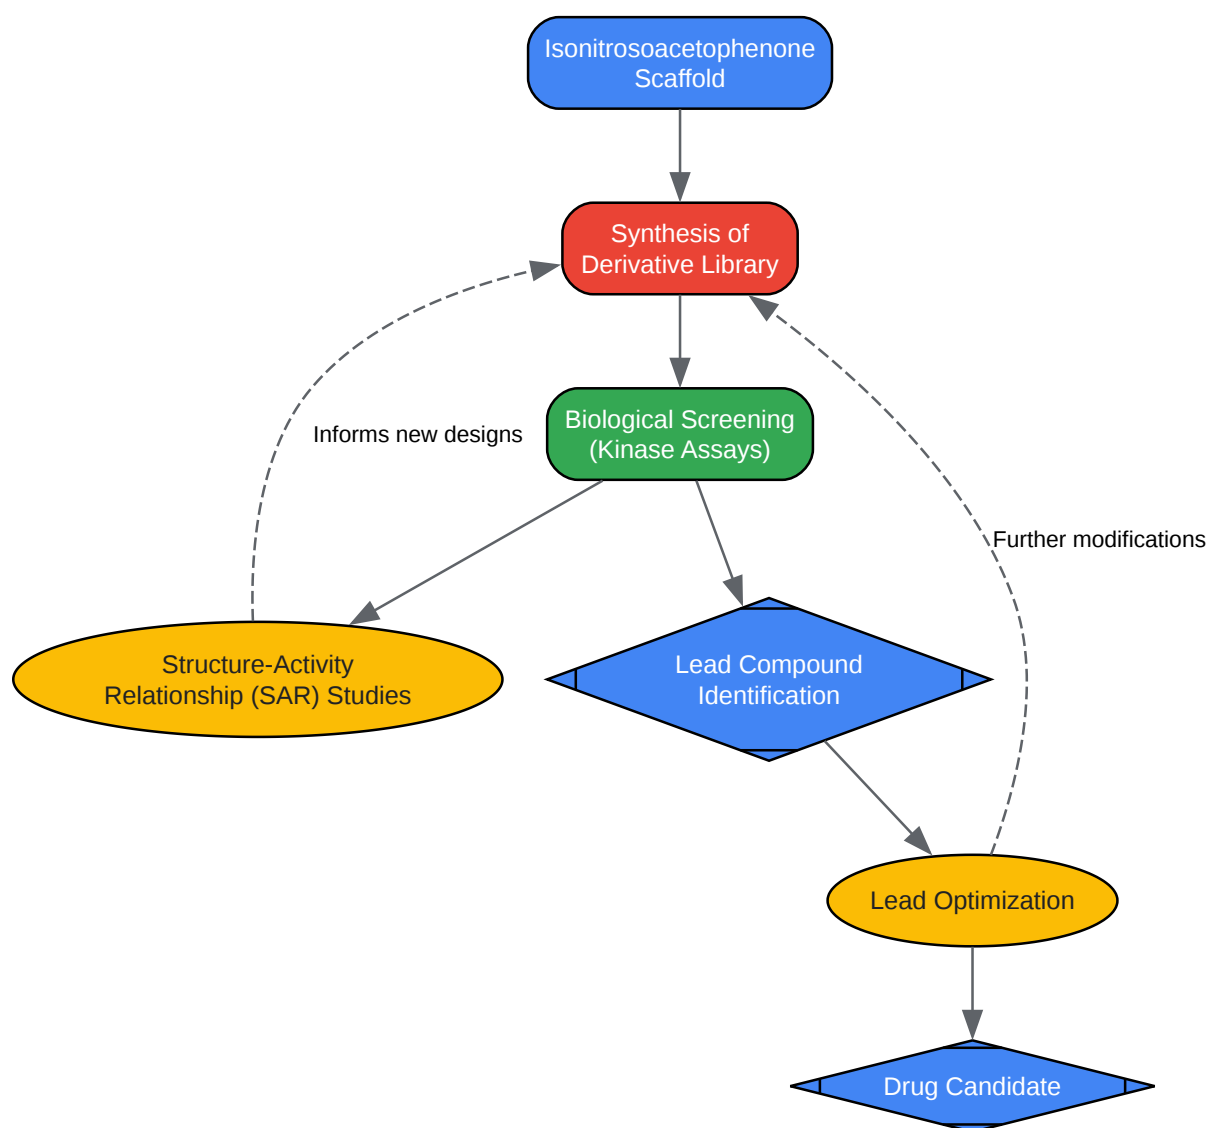 Isonitrosoacetophenone
Scaffold
Synthesis of
Derivative Library
Informs new designs
Biological Screening
(Kinase Assays)
Further modifications
Structure-Activity
Relationship (SAR) Studies
Lead Compound
Identification
Lead Optimization
Drug Candidate